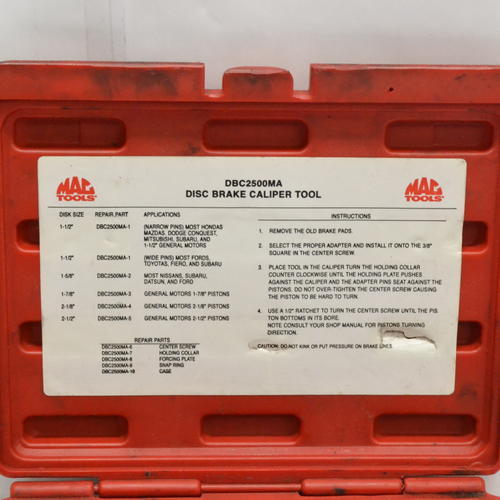 DBC2500MA
DISC BRAKE CALIPER TOOL
MAC
TOOLS
MAC
TOOLS
DISK SIZE REPAIR, PART APPLICATIONS
1-1/2" DBC2500MA-1 (NARROW PINS) MOST HONDAS
MAZDAS, DODGE CONQUEST,
MITSUBISHI, SUBARU, AND
1-1/2" GENERAL MOTORS
1-1/2" DBC2500MA-1 (WIDE PINS) MOST FORDS,
TOYOTAS, FIERO, AND SUBARU
1-5/8" DBC2500MA-2 MOST NISSANS, SUBARU,
DATSUN, AND FORD
1-7/8" DBC2500MA-3 GENERAL MOTORS 1-7/8" PISTONS
2-1/8" DBC2500MA-4 GENERAL MOTORS 2-1/8" PISTONS
2-1/2" DBC2500MA-5 GENERAL MOTORS 2-1/2" PISTONS
REPAIR PARTS
DBC2500MA-6 CENTER SCREW
DBC2500MA-7 HOLDING COLLAR
DBC2500MA-8 FORCING PLATE
DBC2500MA-9 SNAP RING
DBC2500MA-10 CASE
INSTRUCTIONS
1. REMOVE THE OLD BRAKE PADS.
2. SELECT THE PROPER ADAPTER AND INSTALL IT ONTO THE 3/8"
SQUARE IN THE CENTER SCREW.
3. PLACE TOOL IN THE CALIPER TURN THE HOLDING COLLAR
COUNTER CLOCKWISE UNTIL THE HOLDING PLATE PUSHES
AGAINST THE CALIPER AND THE ADAPTER PINS SEAT AGAINST THE
PISTONS. DO NOT OVER-TIGHTEN THE CENTER SCREW CAUSING
THE PISTON TO BE HARD TO TURN.
4. USE A 1/2" RATCHET TO TURN THE CENTER SCREW UNTIL THE PIS
TON BOTTOMS IN ITS BORE.
NOTE CONSULT YOUR SHOP MANUAL FOR PISTONS TURNING
DIRECTION.
CAUTION: DO NOT KINK OR PUT PRESSURE ON BRAKE LINES.